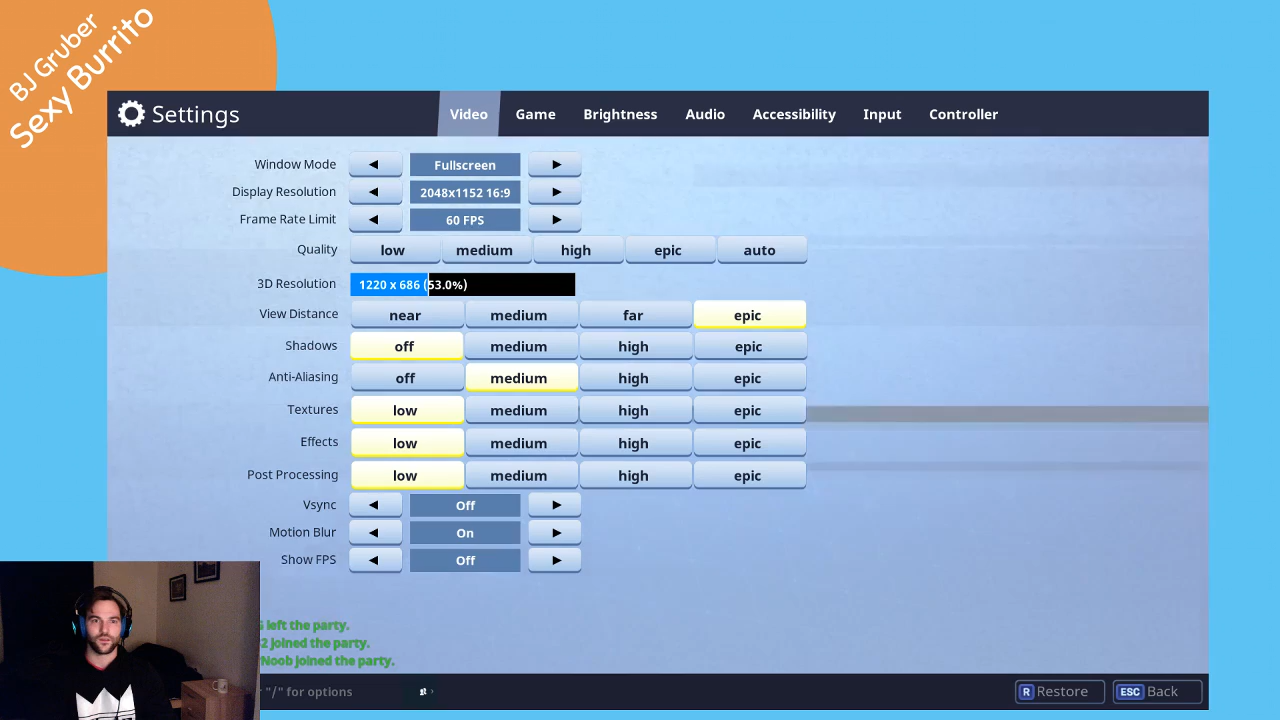 BJ Gruber
Sexy Burrito
Settings
Video Game Brightness Audio Accessibility Input Controller
Window Mode Fullscreen
Display Resolution 2048x1152 16:9
Frame Rate Limit 60 FPS
Quality low medium high epic auto
3D Resolution 1220 x 686 (53.0%)
View Distance near medium far epic
Shadows off medium high epic
Anti-Aliasing off medium high epic
Textures low medium high epic
Effects low medium high epic
Post Processing low medium high epic
Vsync Off
Motion Blur On
Show FPS Off
left the party.
2 joined the party.
Noob joined the party.
"/" for options
R Restore ESC Back